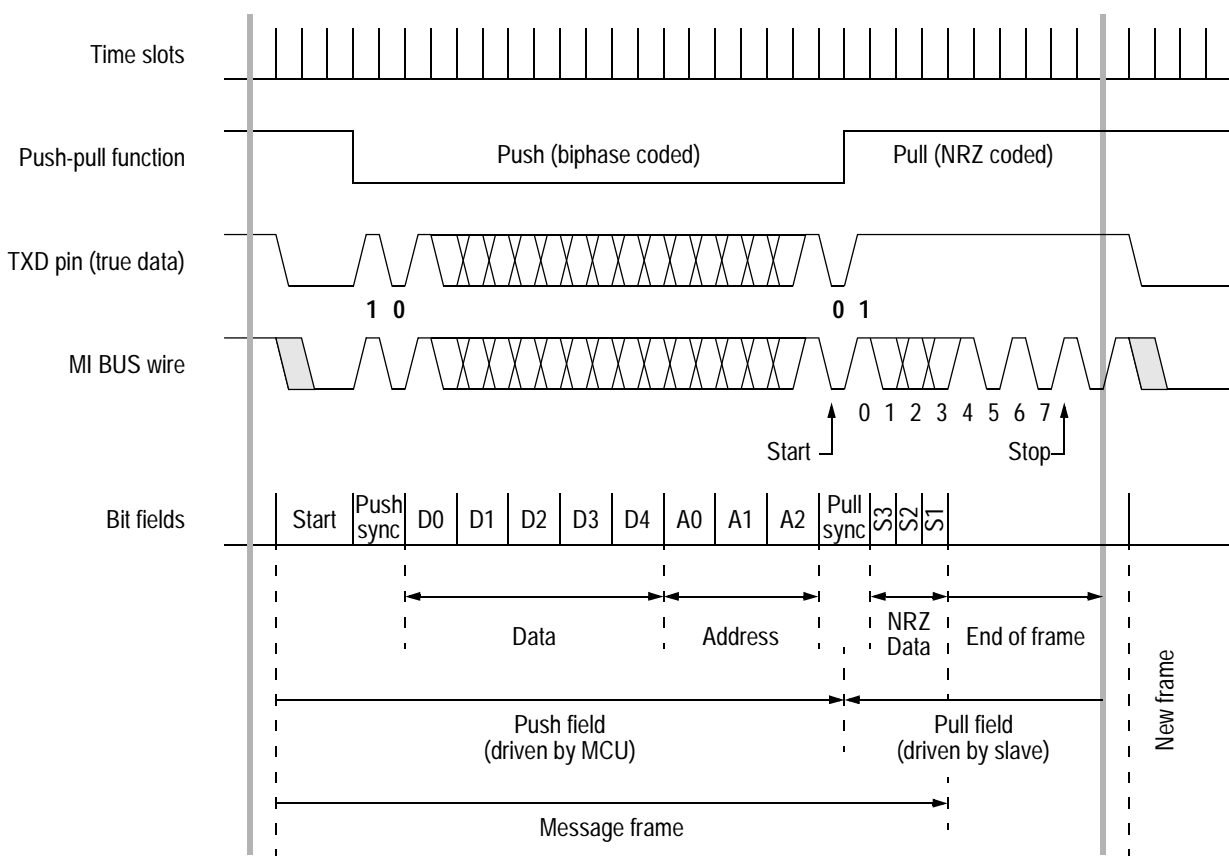 Time slots
Push-pull function
Push (biphase coded)
Pull (NRZ coded)
TXD pin (true data)
1 0
0 1
MI BUS wire
0 1 2 3 4 5 6 7
Start
Stop
Bit fields
Start
Push
sync
D0
D1
D2
D3
D4
A0
A1
A2
Pull
sync
S3
S2
S1
Data
Address
NRZ
Data
End of frame
Push field
(driven by MCU)
Pull field
(driven by slave)
New frame
Message frame